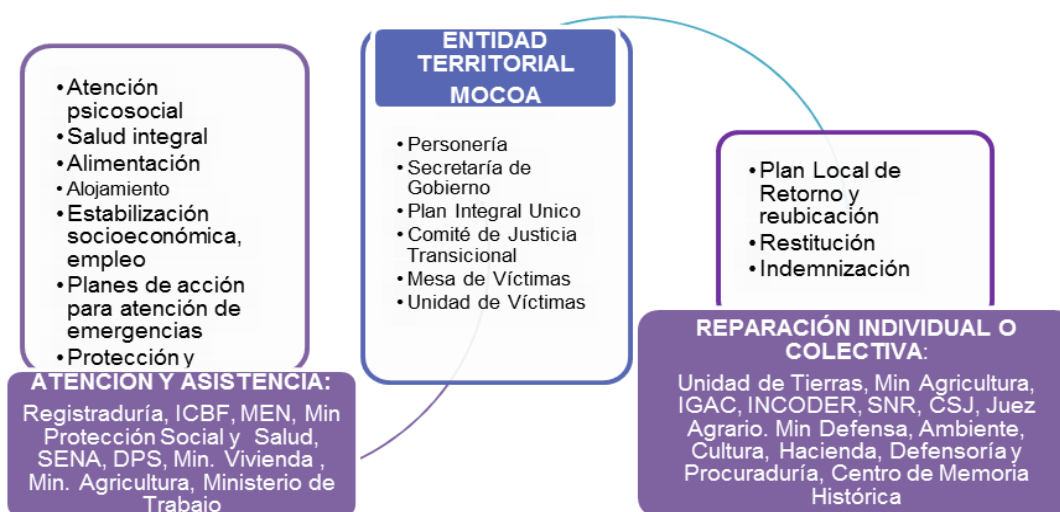 •Atención
psicosocial
•Salud integral
•Alimentación
•Alojamiento
•Estabilización
socioeconómica,
empleo
•Planes de acción
para atención de
emergencias
•Protección y
ATENCION Y ASISTENCIA:
Registraduría, ICBF, MEN, Min
Protección Social y Salud,
SENA, DPS, Min. Vivienda ,
Min. Agricultura, Ministerio de
Trabajo
ENTIDAD
TERRITORIAL
MOCOA
•Personería
•Secretaría de
Gobierno
•Plan Integral Unico
•Comité de Justicia
Transicional
•Mesa de Víctimas
•Unidad de Víctimas
•Plan Local de
Retorno y
reubicación
•Restitución
•Indemnización
REPARACIÓN INDIVIDUAL O
COLECTIVA:
Unidad de Tierras, Min Agricultura,
IGAC, INCODER, SNR, CSJ, Juez
Agrario. Min Defensa, Ambiente,
Cultura, Hacienda, Defensoría y
Procuraduría, Centro de Memoria
Histórica